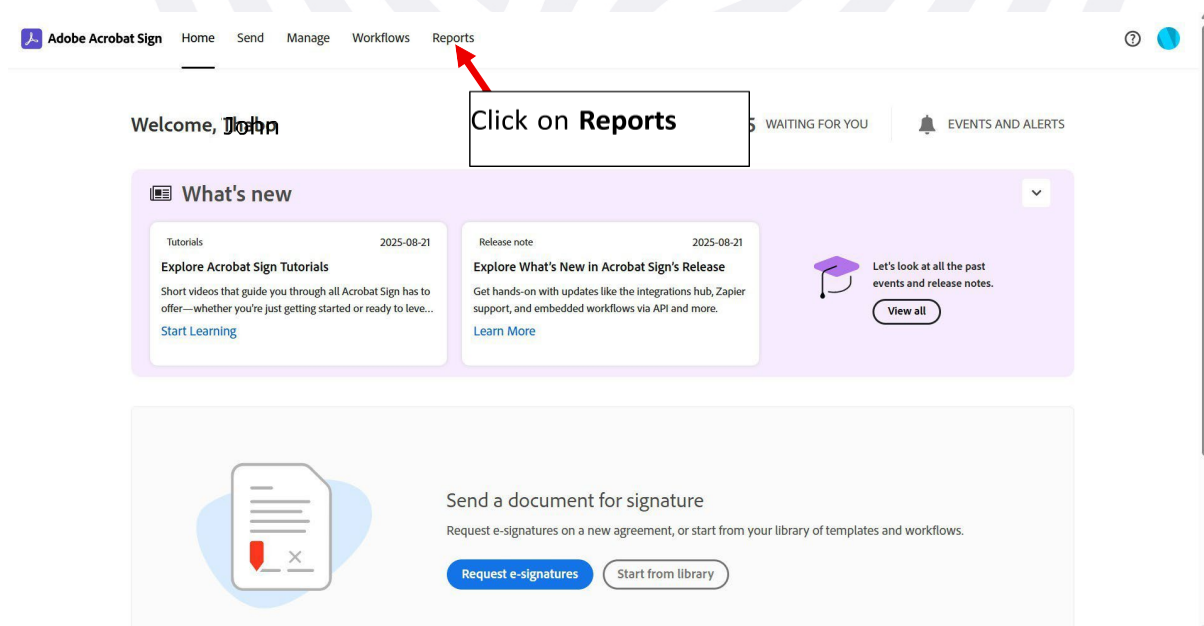 Adobe Acrobat Sign Home Send Manage Workflows Reports
Click on Reports
Welcome,
WAITING FOR YOU
EVENTS AND ALERTS
What's new
Tutorials 2025-08-21
Explore Acrobat Sign Tutorials
Short videos that guide you through all Acrobat Sign has to
offer—whether you're just getting started or ready to leve...
Start Learning
Release note 2025-08-21
Explore What's New in Acrobat Sign's Release
Get hands-on with updates like the integrations hub, Zapier
support, and embedded workflows via API and more.
Learn More
Let's look at all the past
events and release notes.
View all
Send a document for signature
Request e-signatures on a new agreement, or start from your library of templates and workflows.
Request e-signatures
Start from library